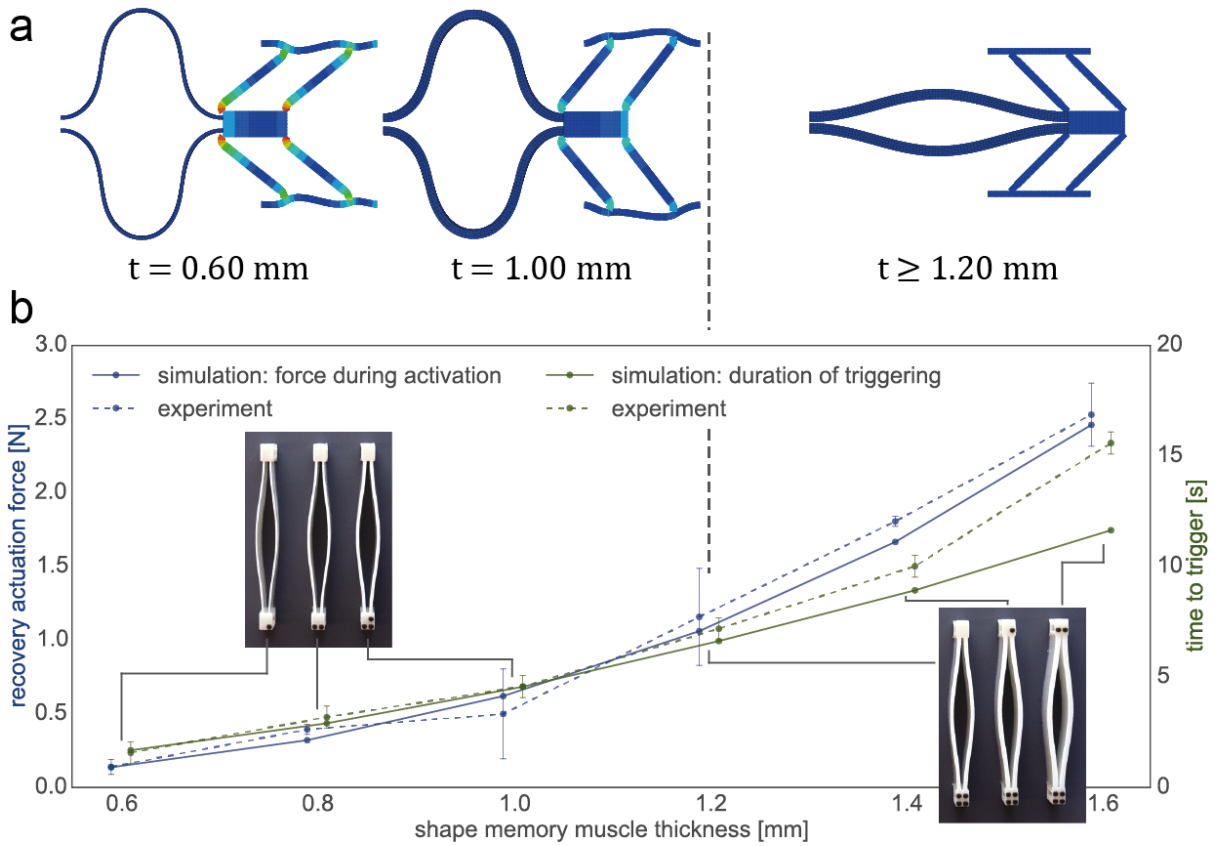 a
t = 0.60 mm
t = 1.00 mm
t ≥ 1.20 mm
b
3.0
2.5
2.0
1.5
1.0
0.5
0.0
recovery actuation force [N]
simulation: force during activation
experiment
simulation: duration of triggering
experiment
20
15
10
5
0
time to trigger [s]
0.6
0.8
1.0
1.2
1.4
1.6
shape memory muscle thickness [mm]